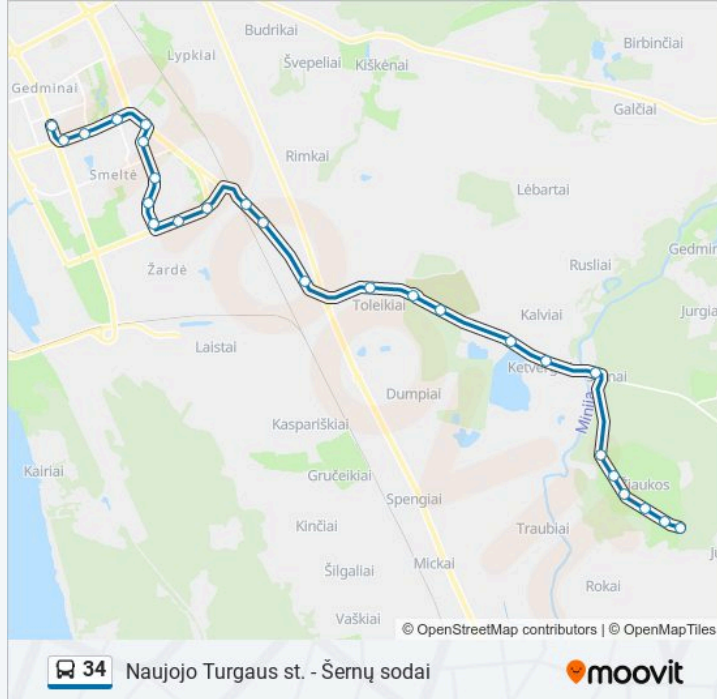 Budrikai
Lypkiai
Birbinčiai
Švepeliai
Kiškėnai
Gedminai
Galčiai
Rimkai
Smeltė
Lėbartai
Gedmin
Žardė
Rusliai
Toleikiai
Jurgia
Kalviai
Laistai
Ketverg
nai
Dumpiai
Minija
Kaspariškiai
Kairiai
Gručeikiai
Šiaukos
Spengiai
Kinčiai
Traubiai
Mickai
Šilgaliai
Rokai
Vaškiai
© OpenStreetMap contributors | © OpenMapTiles
34 Naujojo Turgaus st. - Šernų sodai
moovit